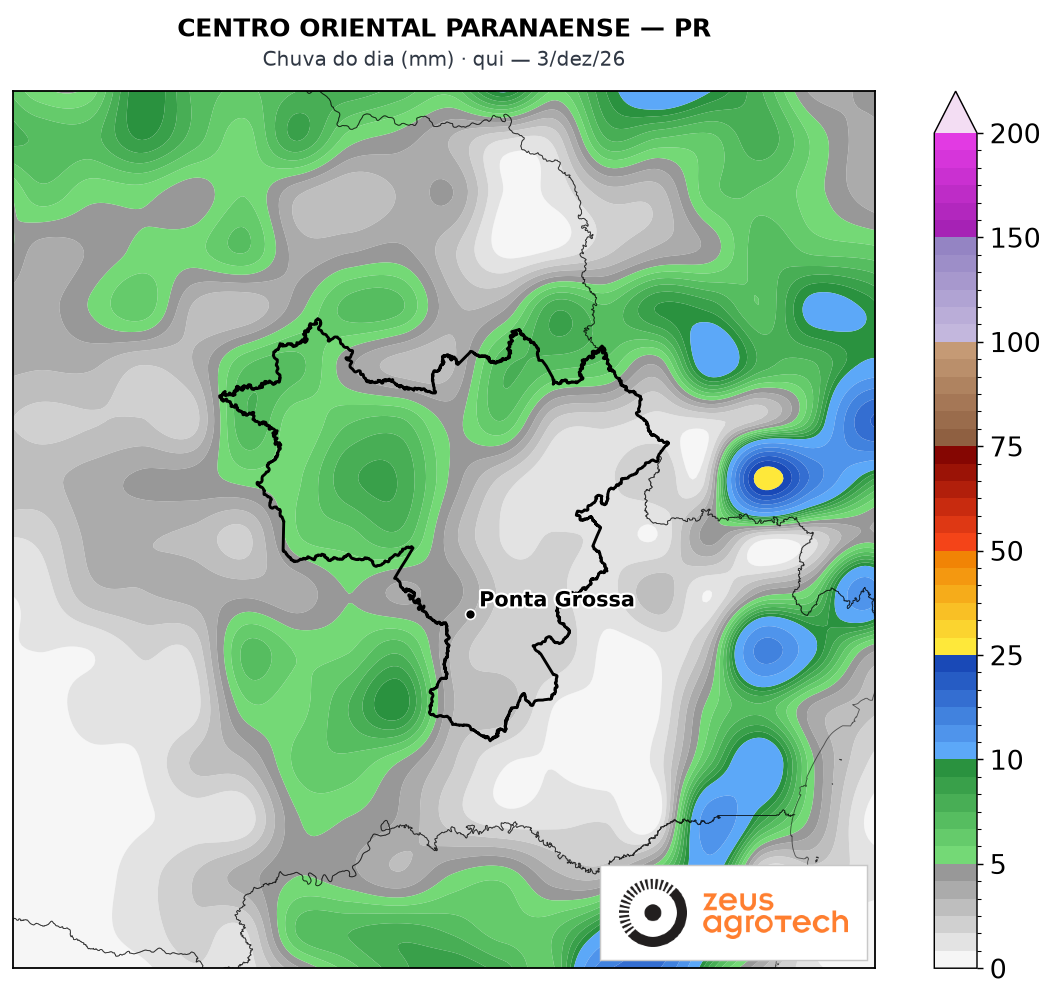 CENTRO ORIENTAL PARANAENSE — PR
Chuva do dia (mm) · qui — 3/dez/26
200
150
100
75
50
25
10
5
0
Ponta Grossa
zeus
agrotech